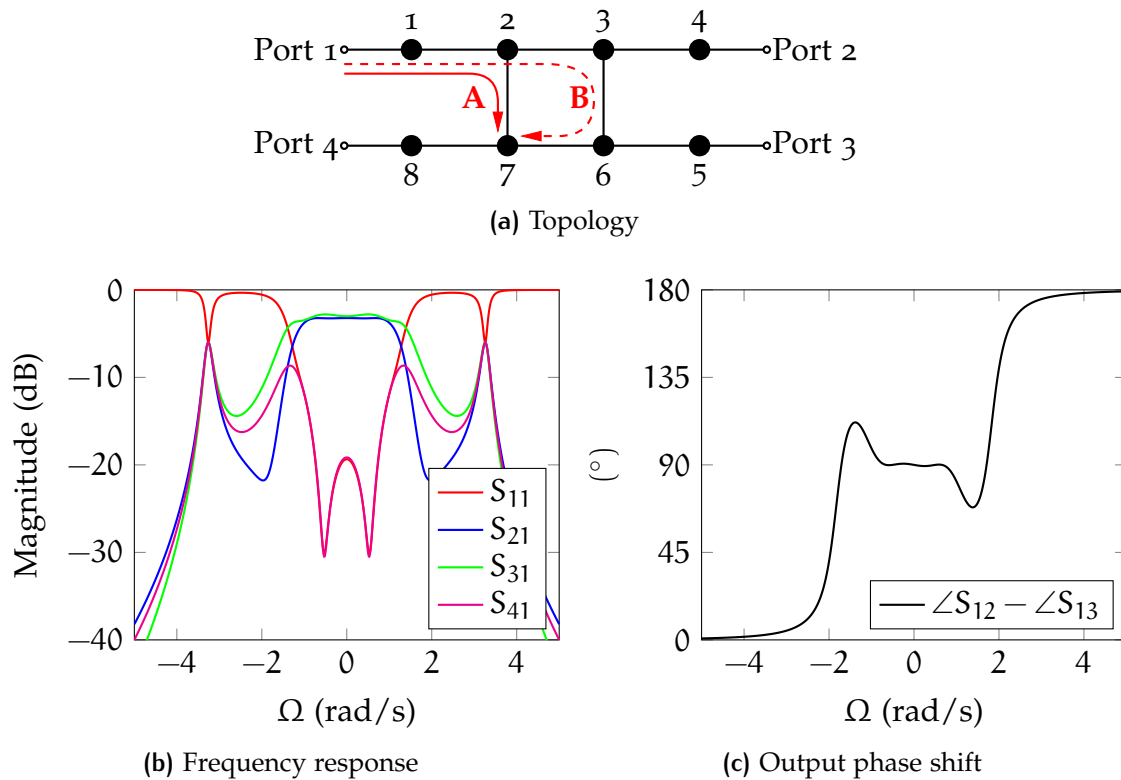 1 2 3 4
Port 1 Port 2
A B
Port 4 Port 3
8 7 6 5
(a) Topology
0
−10
−20
−30
−40
Magnitude (dB)
−4 −2 0 2 4
Ω (rad/s)
S11
S21
S31
S41
(b) Frequency response
180
135
90
45
0
(°)
−4 −2 0 2 4
Ω (rad/s)
∠S12 − ∠S13
(c) Output phase shift